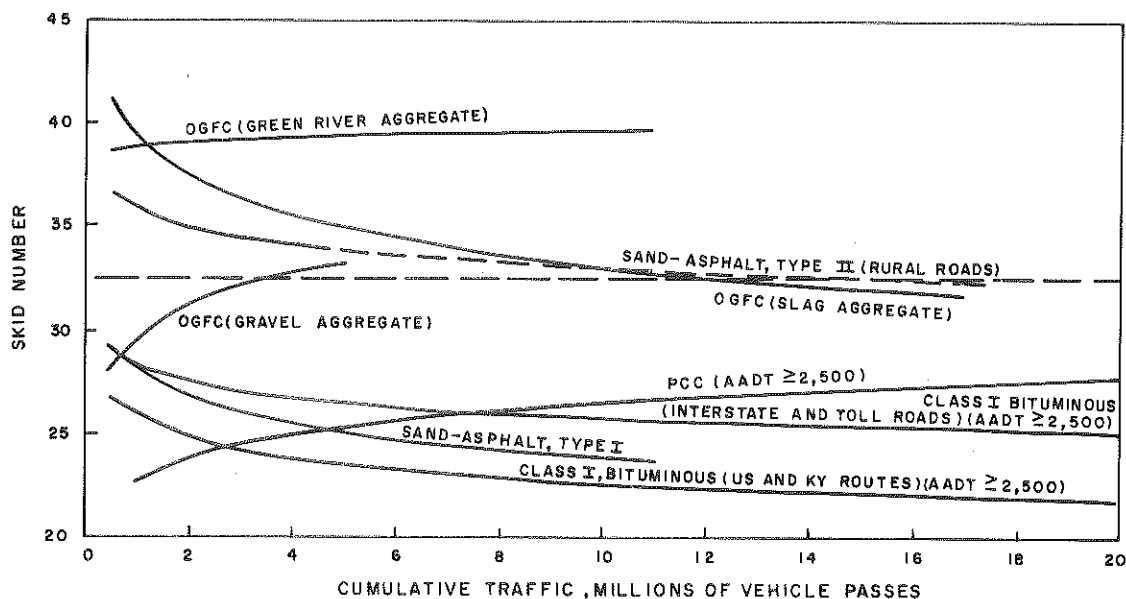 45
40
35
30
25
20
SKID NUMBER
OGFC (GREEN RIVER AGGREGATE)
SAND-ASPHALT, TYPE II (RURAL ROADS)
OGFC (SLAG AGGREGATE)
OGFC (GRAVEL AGGREGATE)
PCC (AADT ≥2,500)
CLASS I BITUMINOUS
(INTERSTATE AND TOLL ROADS) (AADT ≥2,500)
SAND-ASPHALT, TYPE I
CLASS I, BITUMINOUS (US AND KY ROUTES) (AADT ≥2,500)
0 2 4 6 8 10 12 14 16 18 20
CUMULATIVE TRAFFIC, MILLIONS OF VEHICLE PASSES